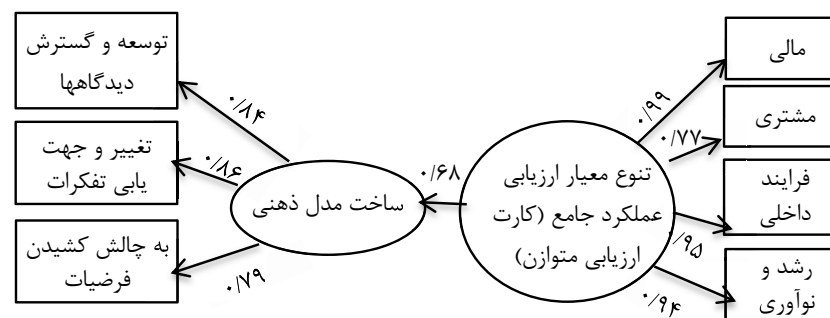 مالی
۰/۹۹
مشتری
۰/۷۷
فرایند
داخلی
۰/۹۵
رشد و
نوآوری
۰/۹۴
تنوع معیار ارزیابی
عملکرد جامع (کارت
ارزیابی متوازن)
۰/۶۸
ساخت مدل ذهنی
توسعه و گسترش
دیدگاهها
۰/۸۴
تغییر و جهت
یابی تفکرات
۰/۸۶
به چالش کشیدن
فرضیات
۰/۷۹